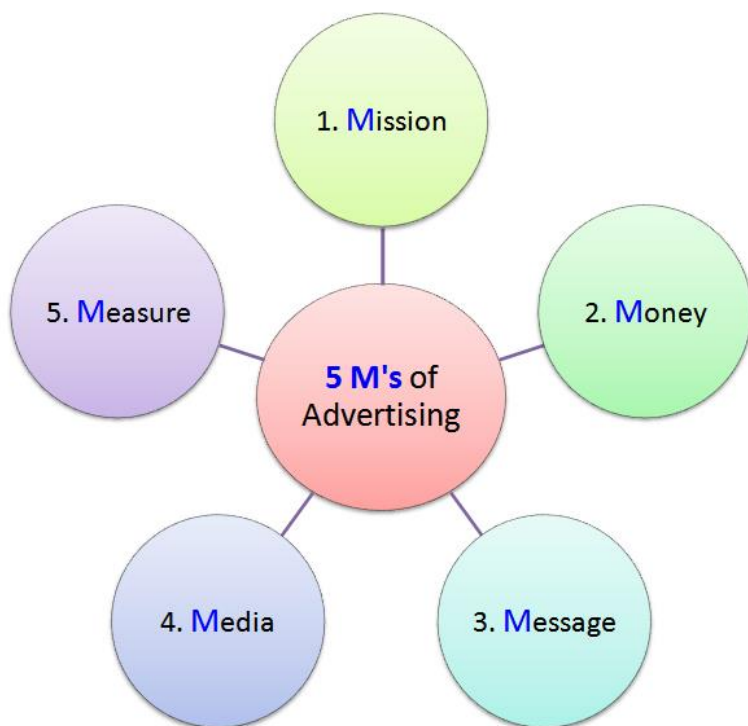 1. Mission
2. Money
3. Message
4. Media
5. Measure
5 M's of
Advertising